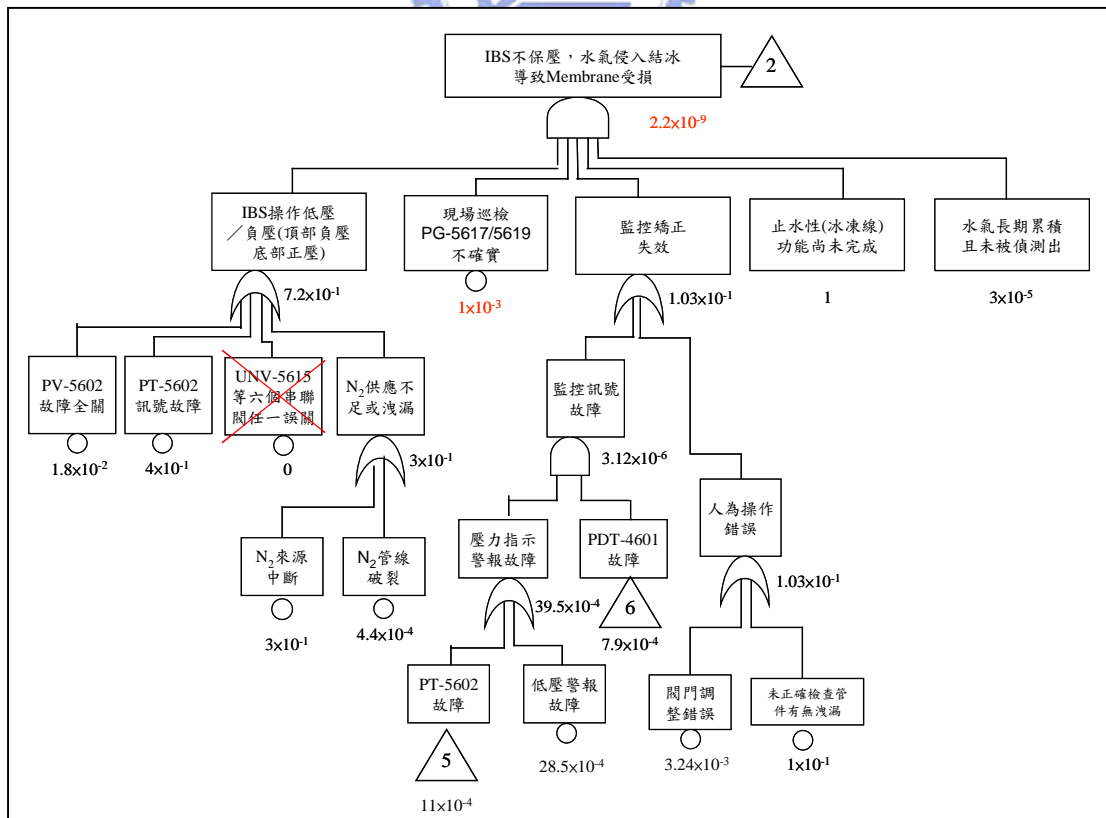 IBS不保壓，水氣侵入結冰
導致Membrane受損
2
2.2x10-9
IBS操作低壓
／負壓(頂部負壓
底部正壓)
7.2x10-1
現場巡檢
PG-5617/5619
不確實
1x10-3
監控矯正
失效
1.03x10-1
止水性(冰凍線)
功能尚未完成
1
水氣長期累積
且未被偵測出
3x10-5
PV-5602
故障全關
1.8x10-2
PT-5602
訊號故障
4x10-1
UNV-5615
等六個串聯
閥任一誤關
0
N2供應不
足或洩漏
3x10-1
監控訊號
故障
3.12x10-6
人為操作
錯誤
1.03x10-1
N2來源
中斷
3x10-1
N2管線
破裂
4.4x10-4
壓力指示
警報故障
39.5x10-4
PDT-4601
故障
6
7.9x10-4
PT-5602
故障
5
11x10-4
低壓警報
故障
28.5x10-4
閥門調
整錯誤
3.24x10-3
未正確檢查管
件有無洩漏
1x10-1